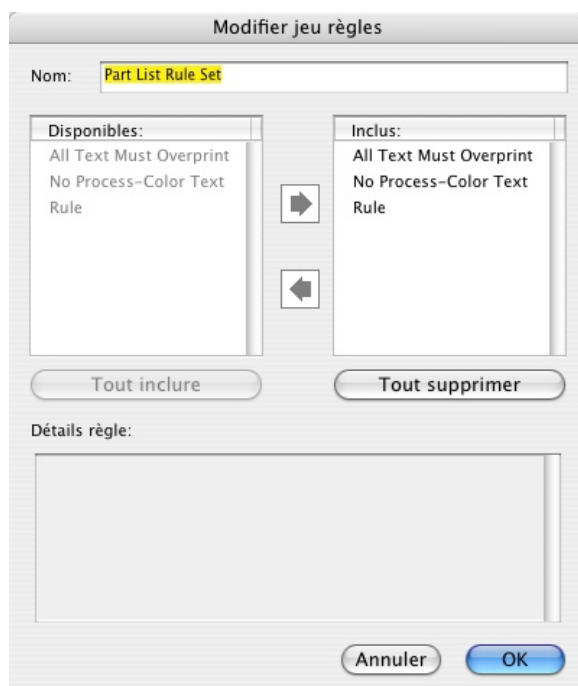 Modifier jeu règles
Nom: Part List Rule Set
Disponibles:
All Text Must Overprint
No Process-Color Text
Rule
Inclus:
All Text Must Overprint
No Process-Color Text
Rule
Tout inclure
Tout supprimer
Détails règle:
Annuler
OK